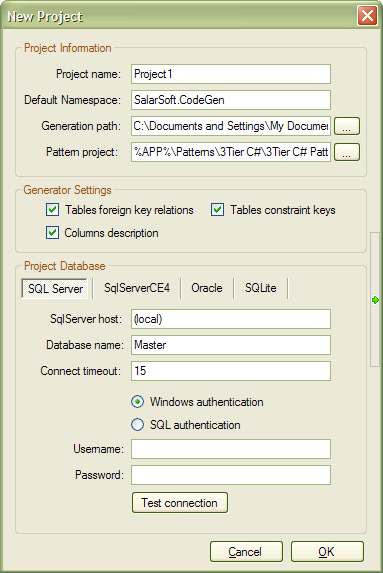 New Project
Project Information
Project name: Project1
Default Namespace: SalarSoft.CodeGen
Generation path: C:\Documents and Settings\My Documer ...
Pattern project: %APP%\Patterns\3Tier C#\3Tier C# Patt ...
Generator Settings
Tables foreign key relations Tables constraint keys
Columns description
Project Database
SQL Server SqlServerCE4 Oracle SQLite
SqlServer host: (local)
Database name: Master
Connect timeout: 15
Windows authentication
SQL authentication
Username:
Password:
Test connection
Cancel OK